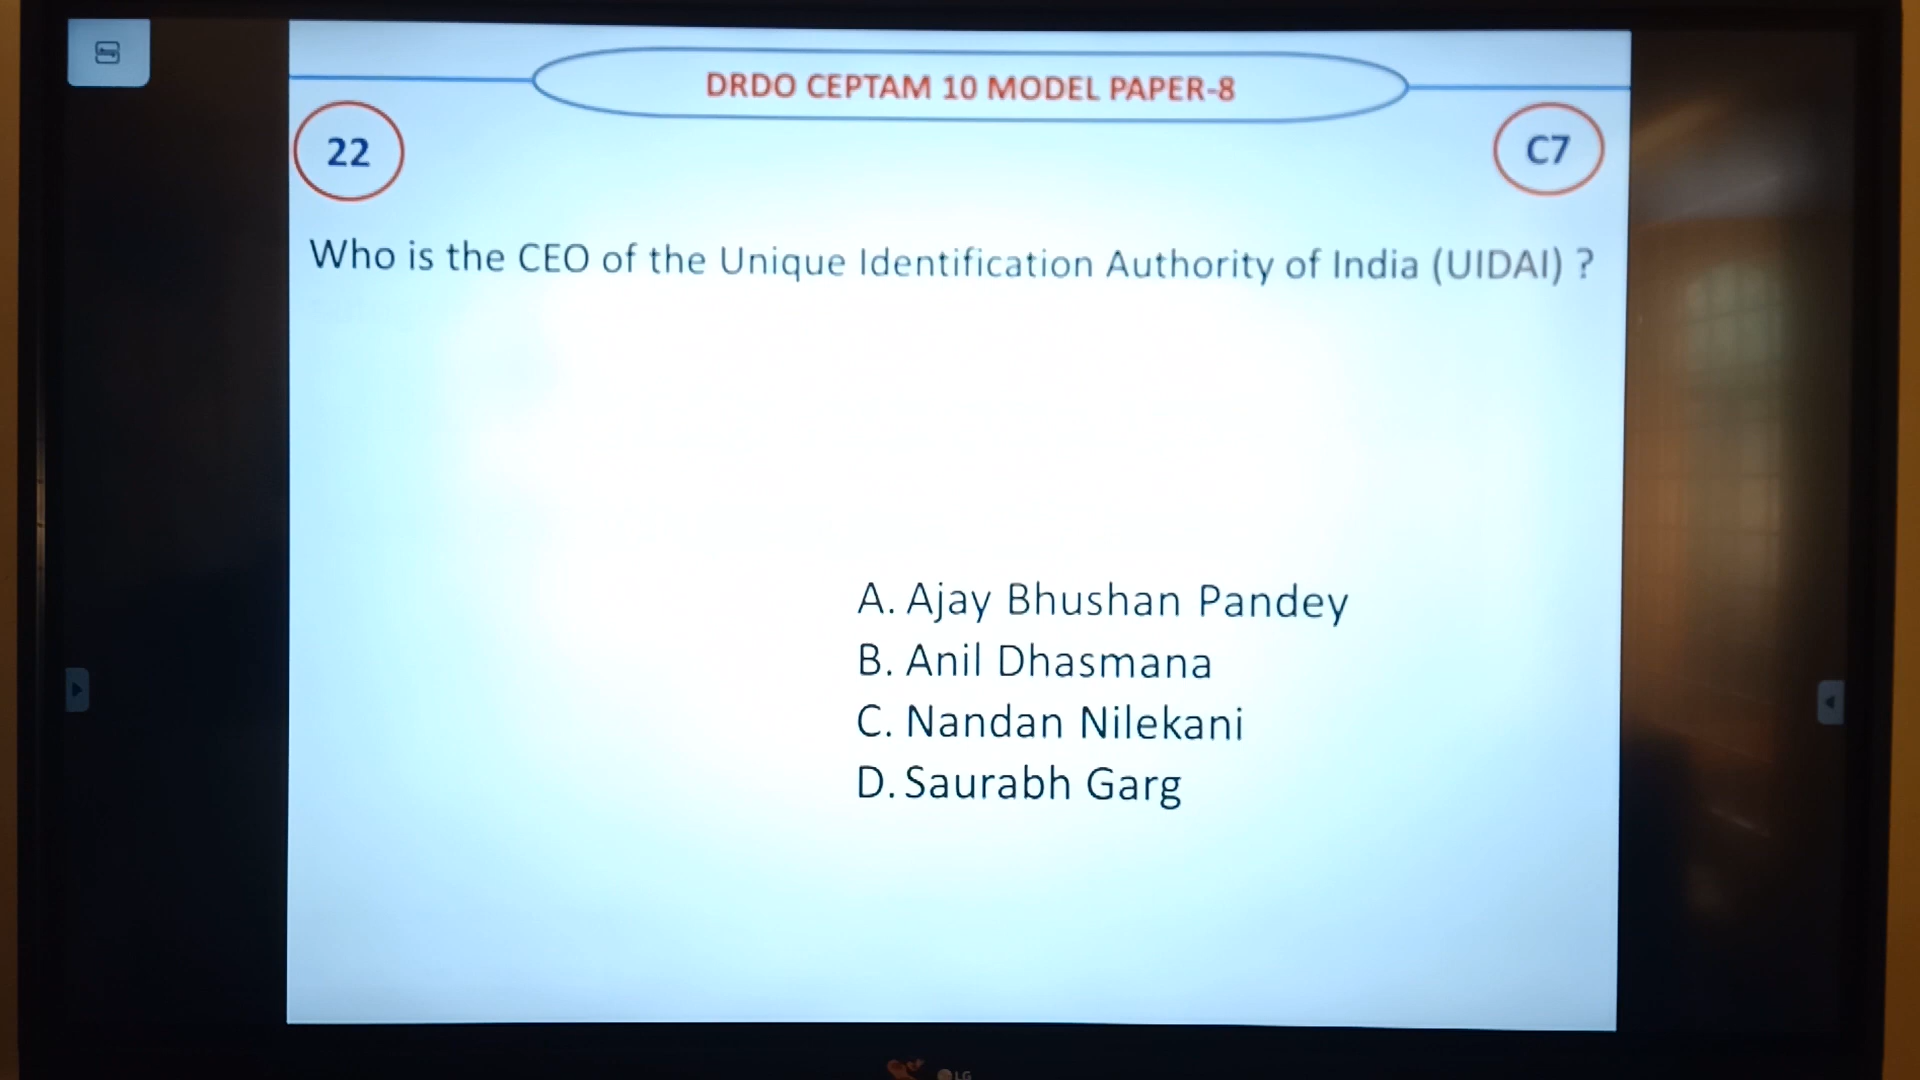 DRDO CEPTAM 10 MODEL PAPER-8
22
C7
Who is the CEO of the Unique Identification Authority of India (UIDAI) ?
A. Ajay Bhushan Pandey
B. Anil Dhasmana
C. Nandan Nilekani
D. Saurabh Garg
LG